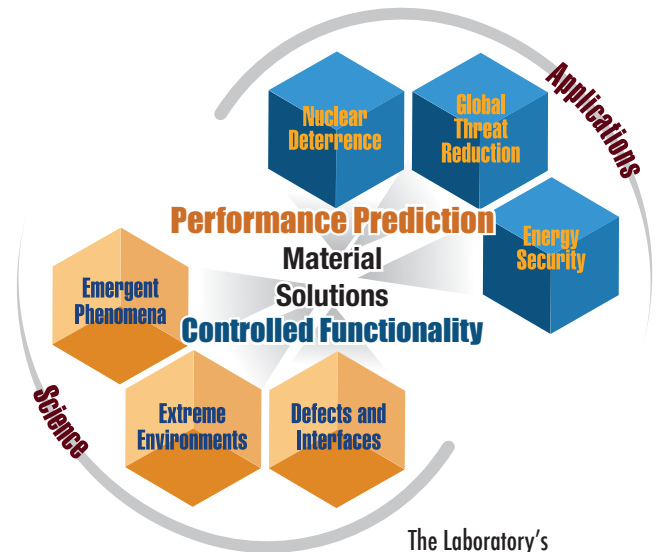 Applications
Nuclear
Deterrence
Global
Threat
Reduction
Energy
Security
Performance Prediction
Material
Solutions
Controlled Functionality
Emergent
Phenomena
Extreme
Environments
Defects and
Interfaces
Science
The Laboratory's